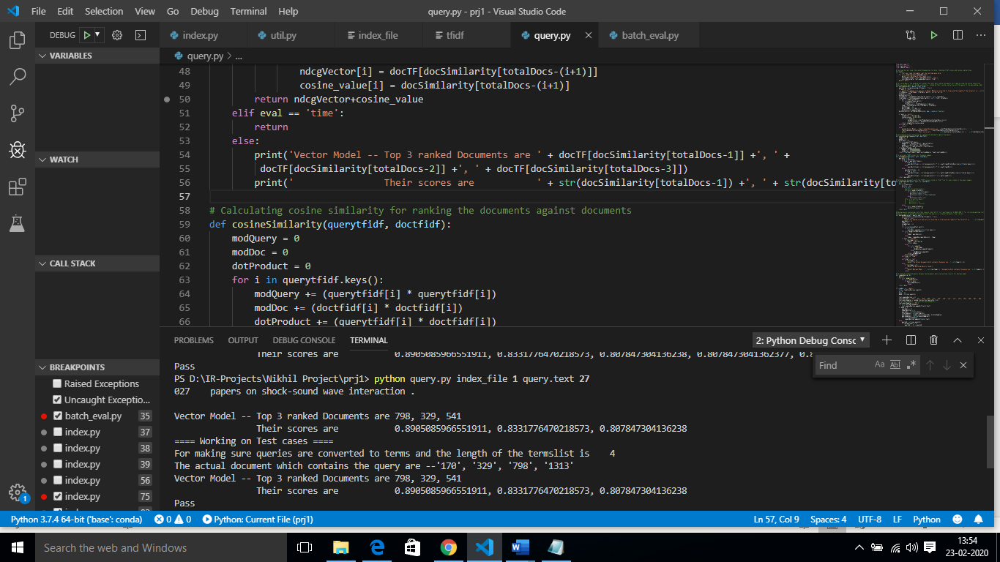 File Edit Selection View Go Debug Terminal Help query.py - prj1 - Visual Studio Code
DEBUG
index.py util.py index_file tfidf query.py batch_eval.py
VARIABLES
query.py > ...
48 ndcgVector[i] = docTF[docSimilarity[totalDocs-(i+1)]]
49 cosine_value[i] = docSimilarity[totalDocs-(i+1)]
50 return ndcgVector+cosine_value
51 elif eval == 'time':
52 return
53 else:
54 print('Vector Model -- Top 3 ranked Documents are ' + docTF[docSimilarity[totalDocs-1]] +', ' +
55 docTF[docSimilarity[totalDocs-2]] +', ' + docTF[docSimilarity[totalDocs-3]])
56 print('                Their scores are           ' + str(docSimilarity[totalDocs-1]) +', ' + str(docSimilarity[to
57
58 # Calculating cosine similarity for ranking the documents against documents
59 def cosineSimilarity(querytfidf, doctfidf):
60 modQuery = 0
61 modDoc = 0
62 dotProduct = 0
63 for i in querytfidf.keys():
64 modQuery += (querytfidf[i] * querytfidf[i])
65 modDoc += (doctfidf[i] * doctfidf[i])
66 dotProduct += (querytfidf[i] * doctfidf[i])
WATCH
CALL STACK
BREAKPOINTS
Raised Exceptions
Uncaught Exceptio...
batch_eval.py 35
index.py 37
index.py 38
index.py 39
index.py 56
index.py 75
PROBLEMS OUTPUT DEBUG CONSOLE TERMINAL 2: Python Debug Consc
Find Aa Abl .*
Their scores are 0.8905085966551911, 0.8331776470218573, 0.807847304136238, 0.8078473041362377, 0.8
Pass
PS D:\IR-Projects\Nikhil Project\prj1> python query.py index_file 1 query.text 27
027 papers on shock-sound wave interaction .
Vector Model -- Top 3 ranked Documents are 798, 329, 541
Their scores are 0.8905085966551911, 0.8331776470218573, 0.807847304136238
==== Working on Test cases ====
For making sure queries are converted to terms and the length of the termslist is 4
The actual document which contains the query are --'170', '329', '798', '1313'
Vector Model -- Top 3 ranked Documents are 798, 329, 541
Their scores are 0.8905085966551911, 0.8331776470218573, 0.807847304136238
Pass
1
Python 3.7.4 64-bit ('base': conda) 0 0 Python: Current File (prj1) Ln 57, Col 9 Spaces: 4 UTF-8 LF Python
Search the web and Windows
13:54
23-02-2020